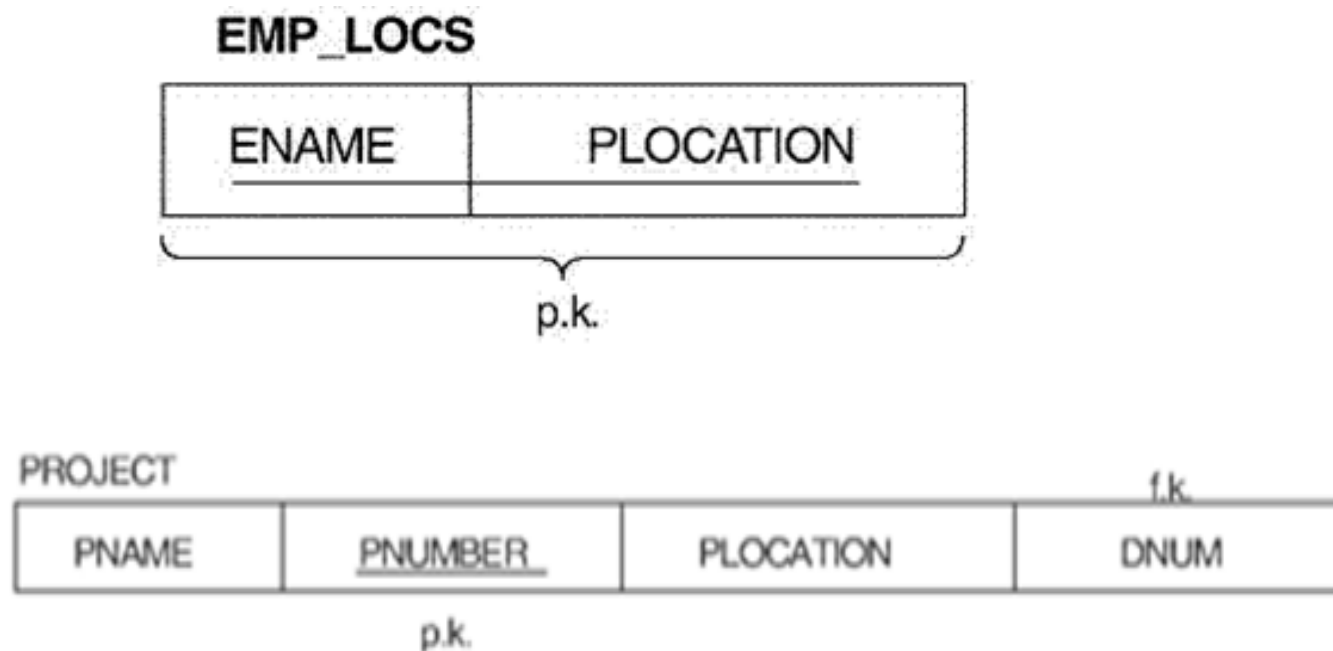 EMP_LOCS
ENAME PLOCATION
p.k.
PROJECT
f.k.
PNAME PNUMBER PLOCATION DNUM
p.k.